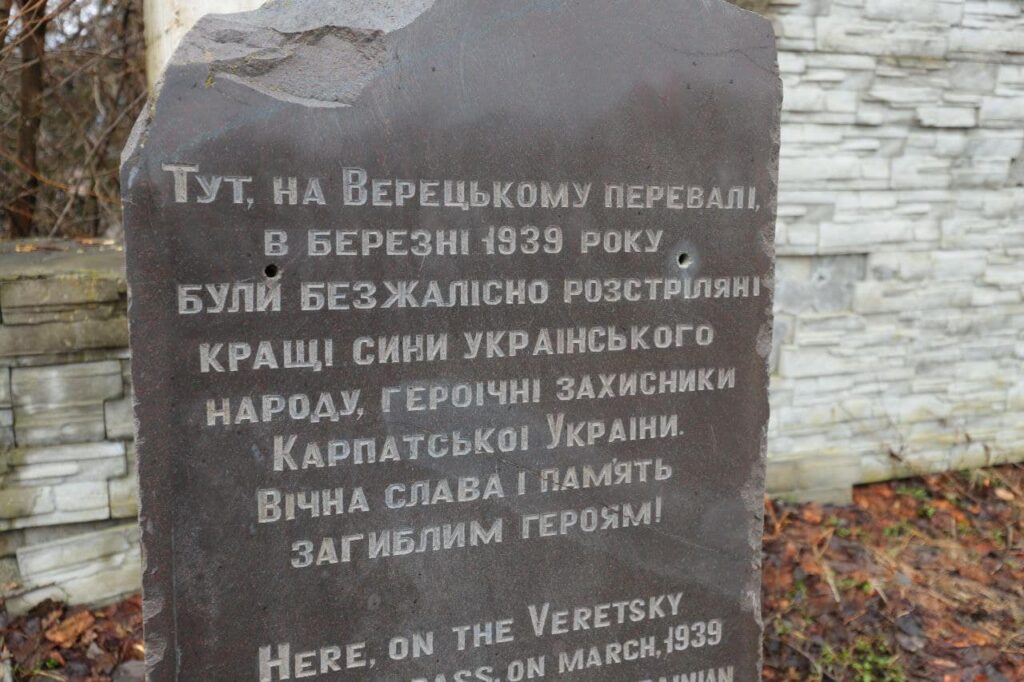 Тут, на Верецькому перевалі,
в березні 1939 року
були безжалісно розстріляні
кращі сини українського
народу, героїчні захисники
Карпатської України.
Вічна слава і пам'ять
загиблим героям!
Here, on the Veretsky
pass, on march, 1939